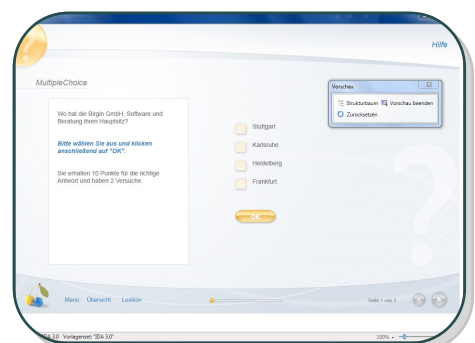 Hilfe
MultipleChoice
Vorschau
Strukturbaum Vorschau beenden
Zurücksetzen
Wo hat die Birgin GmbH, Software und
Beratung ihren Hauptsitz?
Bitte wählen Sie aus und klicken
anschließend auf "OK".
Sie erhalten 10 Punkte für die richtige
Antwort und haben 2 Versuche.
Stuttgart
Karlsruhe
Heidelberg
Frankfurt
OK
Menü Übersicht Lexikon
Seite 1 von 3
IDA 3.0 Vorlagenset: "IDA 3.0"
100%